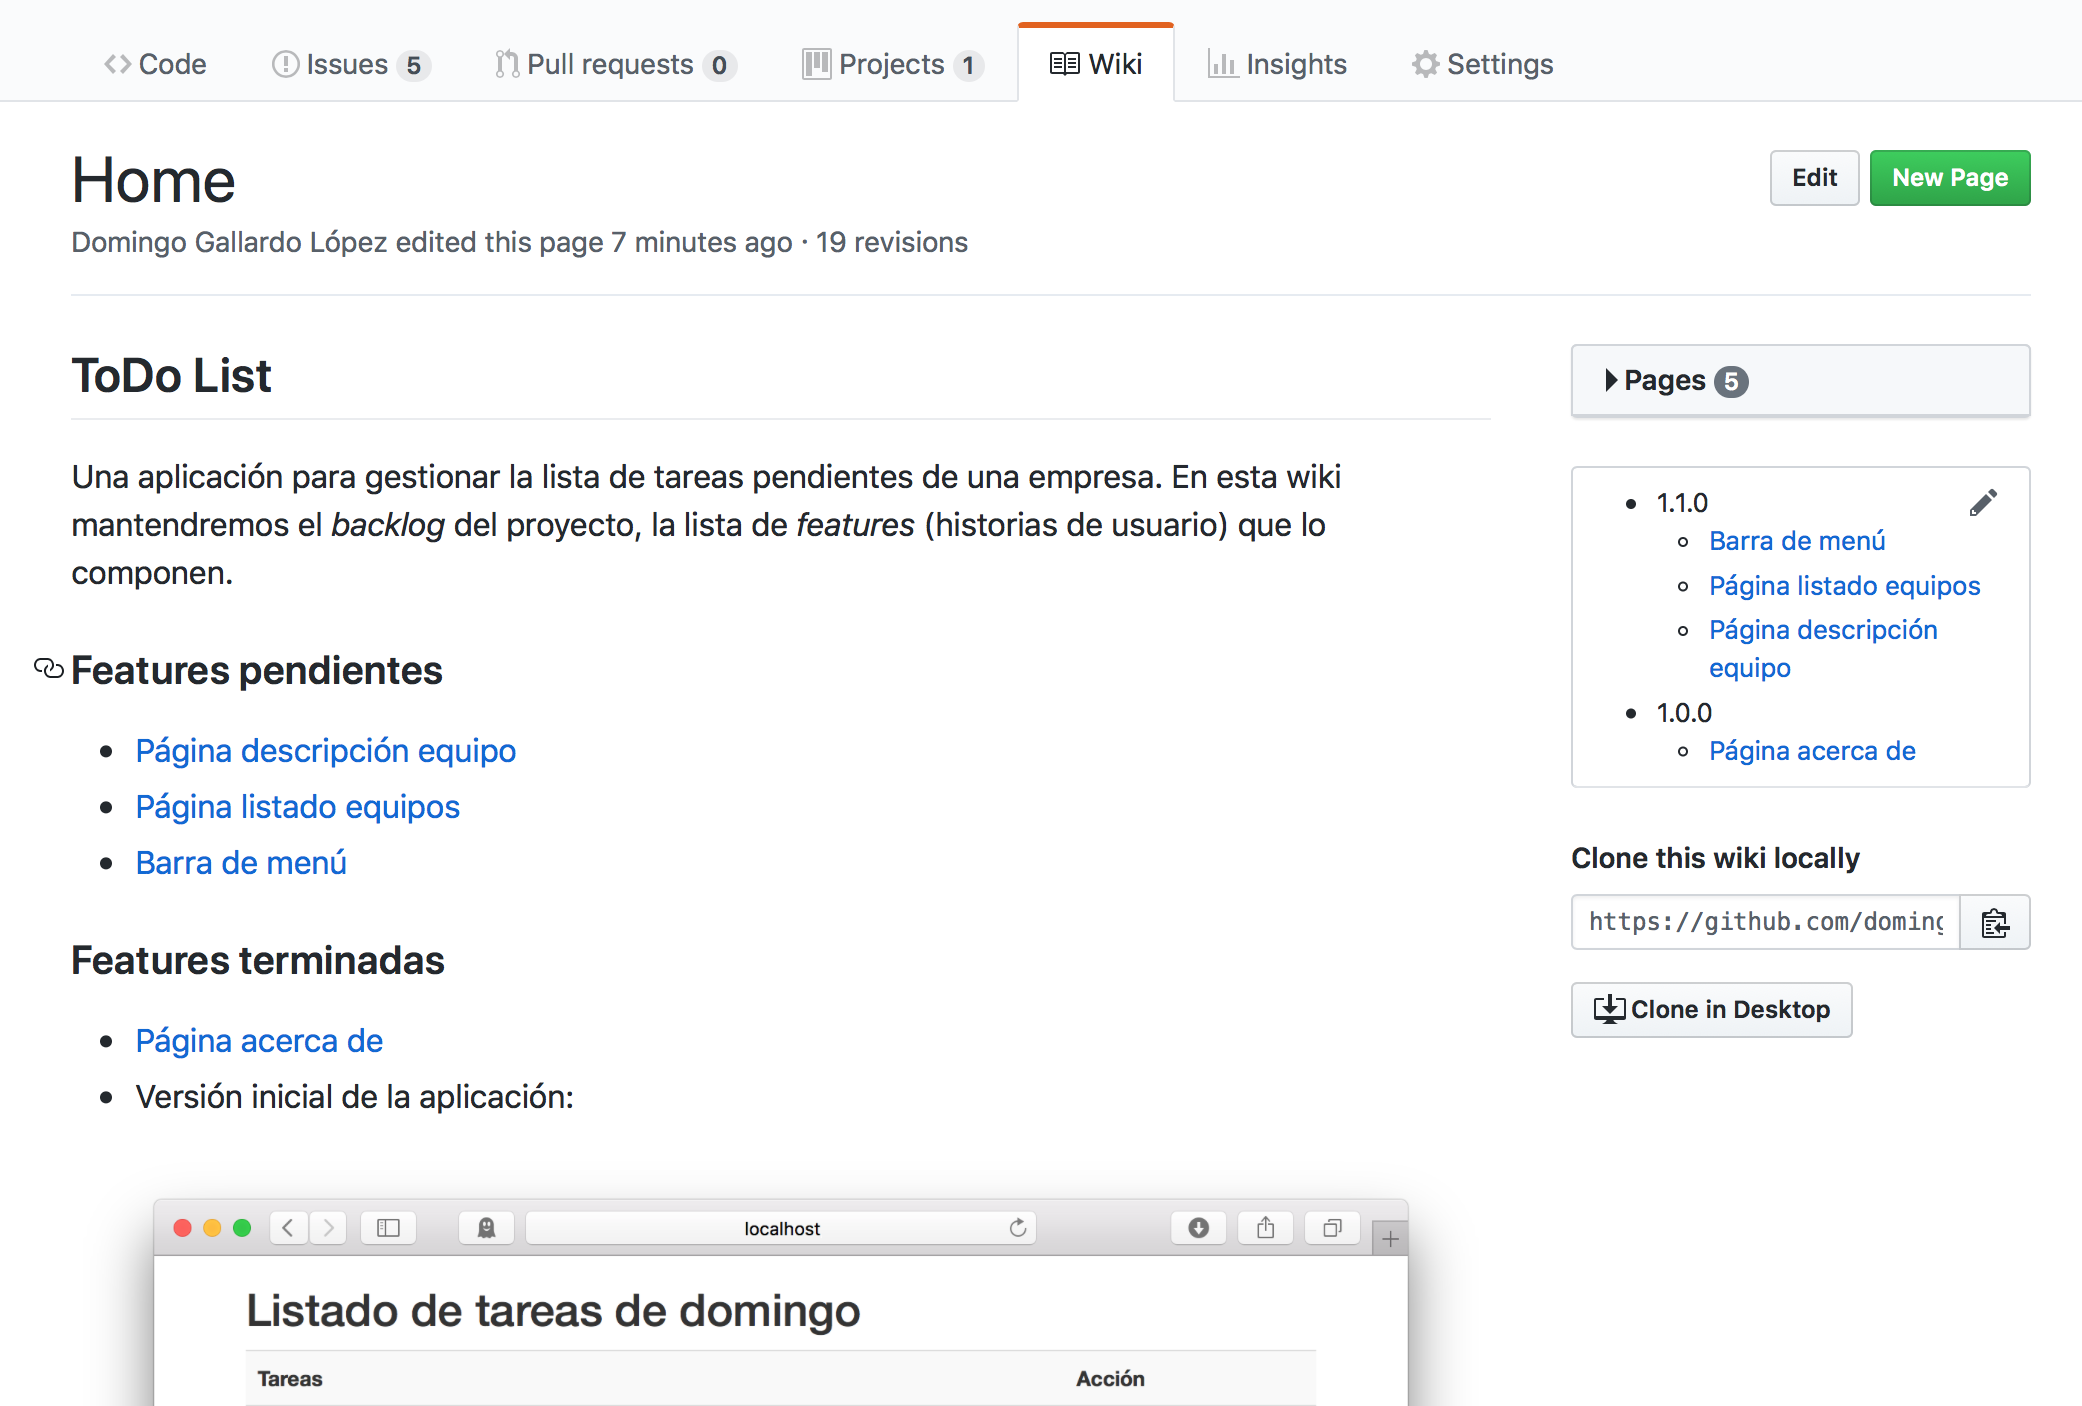 Code Issues 5 Pull requests 0 Projects 1 Wiki Insights Settings
Home
Edit New Page
Domingo Gallardo López edited this page 7 minutes ago · 19 revisions
ToDo List
Una aplicación para gestionar la lista de tareas pendientes de una empresa. En esta wiki
mantendremos el backlog del proyecto, la lista de features (historias de usuario) que lo
componen.
Features pendientes
Página descripción equipo
Página listado equipos
Barra de menú
Features terminadas
Página acerca de
Versión inicial de la aplicación:
localhost
Listado de tareas de domingo
Tareas Acción
Pages 5
1.1.0
Barra de menú
Página listado equipos
Página descripción
equipo
1.0.0
Página acerca de
Clone this wiki locally
https://github.com/doming
Clone in Desktop